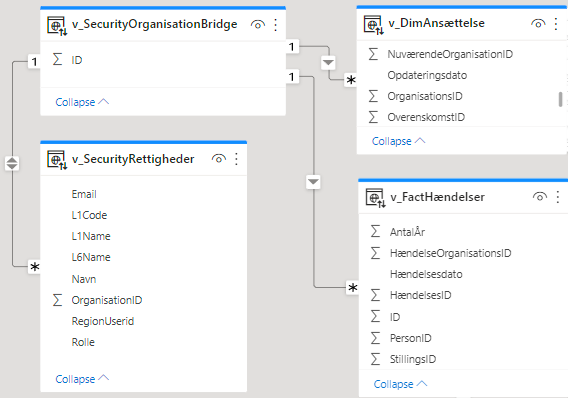 v_SecurityOrganisationBridge
Σ ID
Collapse
v_SecurityRettigheder
Email
L1Code
L1Name
L6Name
Navn
Σ OrganisationID
RegionUserid
Rolle
Collapse
1
*
1
*
1
*
v_DimAnsættelse
Σ NuværendeOrganisationID
Opdateringsdato
Σ OrganisationsID
Σ OverenskomstID
Collapse
v_FactHændelser
Σ AntalÅr
Σ HændelseOrganisationsID
Hændelsesdato
Σ HændelsesID
Σ ID
Σ PersonID
Σ StillingsID
Collapse